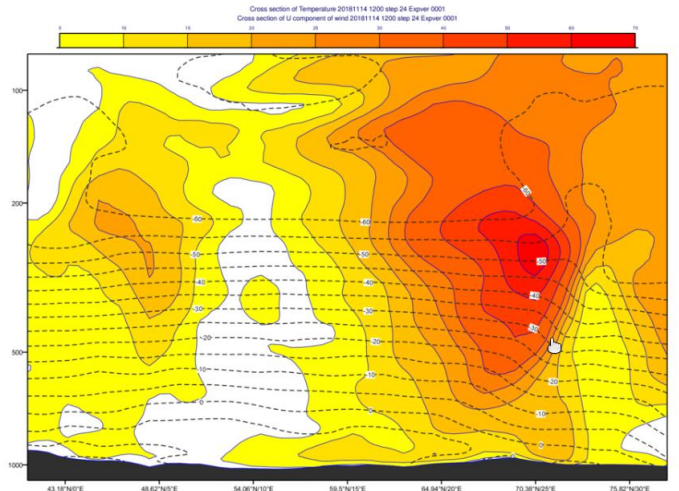 Cross section of Temperature 20181114 1200 step 24 Expver 0001
Cross section of U component of wind 20181114 1200 step 24 Expver 0001
0 10 20 30 40 50 60 70
100
-50
200
-60 -60
-50 -50
-40 -40 -40
-30 -30 -30
-20 -20
500
-10 -10 -20
0 0 -10
0
1000
43.18°N/0°E 48.62°N/5°E 54.06°N/10°E 59.5°N/15°E 64.94°N/20°E 70.38°N/25°E 75.82°N/30°E